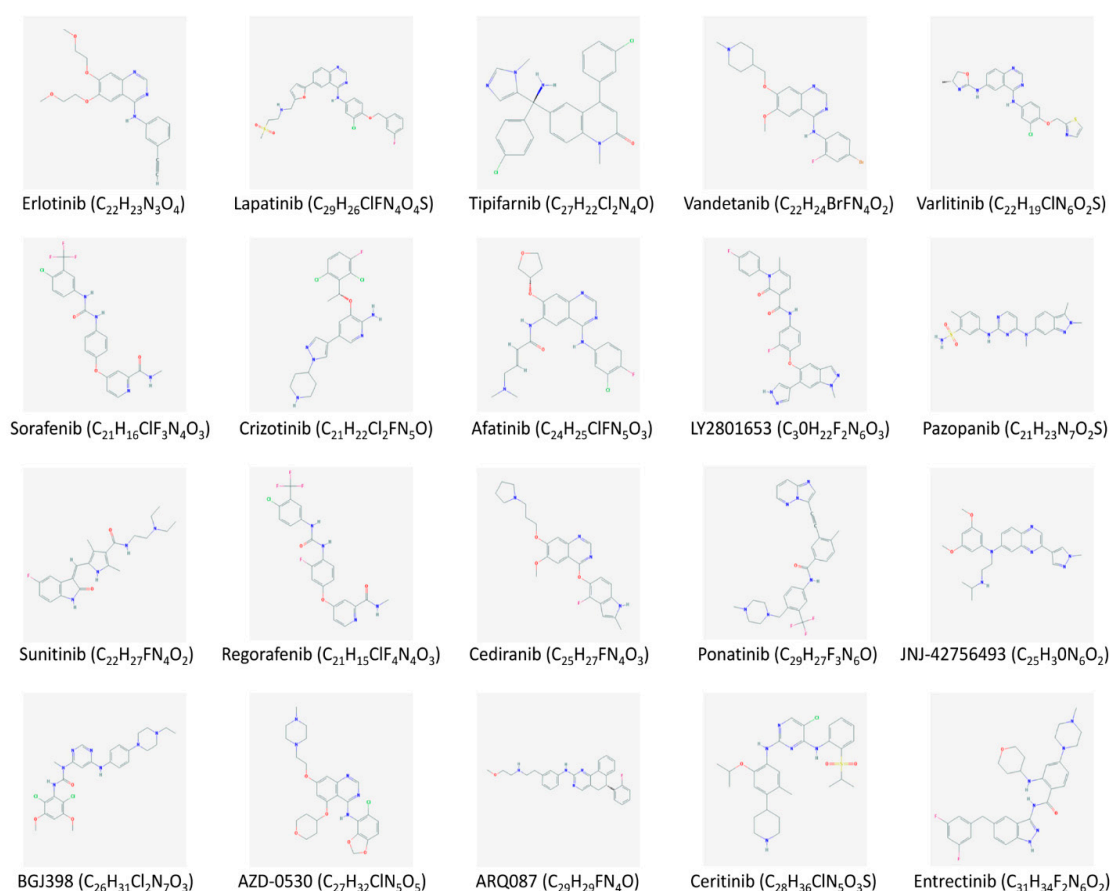 Erlotinib (C₂₂H₂₃N₃O₄) Lapatinib (C₂₉H₂₆ClFN₄O₄S) Tipifarnib (C₂₇H₂₂Cl₂N₄O) Vandetanib (C₂₂H₂₄BrFN₄O₂) Varlitinib (C₂₂H₁₉ClN₆O₂S)
Sorafenib (C₂₁H₁₆ClF₃N₄O₃) Crizotinib (C₂₁H₂₂Cl₂FN₅O) Afatinib (C₂₄H₂₅ClFN₅O₃) LY2801653 (C₃0H₂₂F₂N₆O₃) Pazopanib (C₂₁H₂₃N₇O₂S)
Sunitinib (C₂₂H₂₇FN₄O₂) Regorafenib (C₂₁H₁₅ClF₄N₄O₃) Cediranib (C₂₅H₂₇FN₄O₃) Ponatinib (C₂₉H₂₇F₃N₆O) JNJ-42756493 (C₂₅H₃0N₆O₂)
BGJ398 (C₂₆H₃₁Cl₂N₇O₃) AZD-0530 (C₂₇H₃₂ClN₅O₅) ARQ087 (C₂₉H₂₉FN₄O) Ceritinib (C₂₈H₃₆ClN₅O₃S) Entrectinib (C₃₁H₃₄F₂N₆O₂)